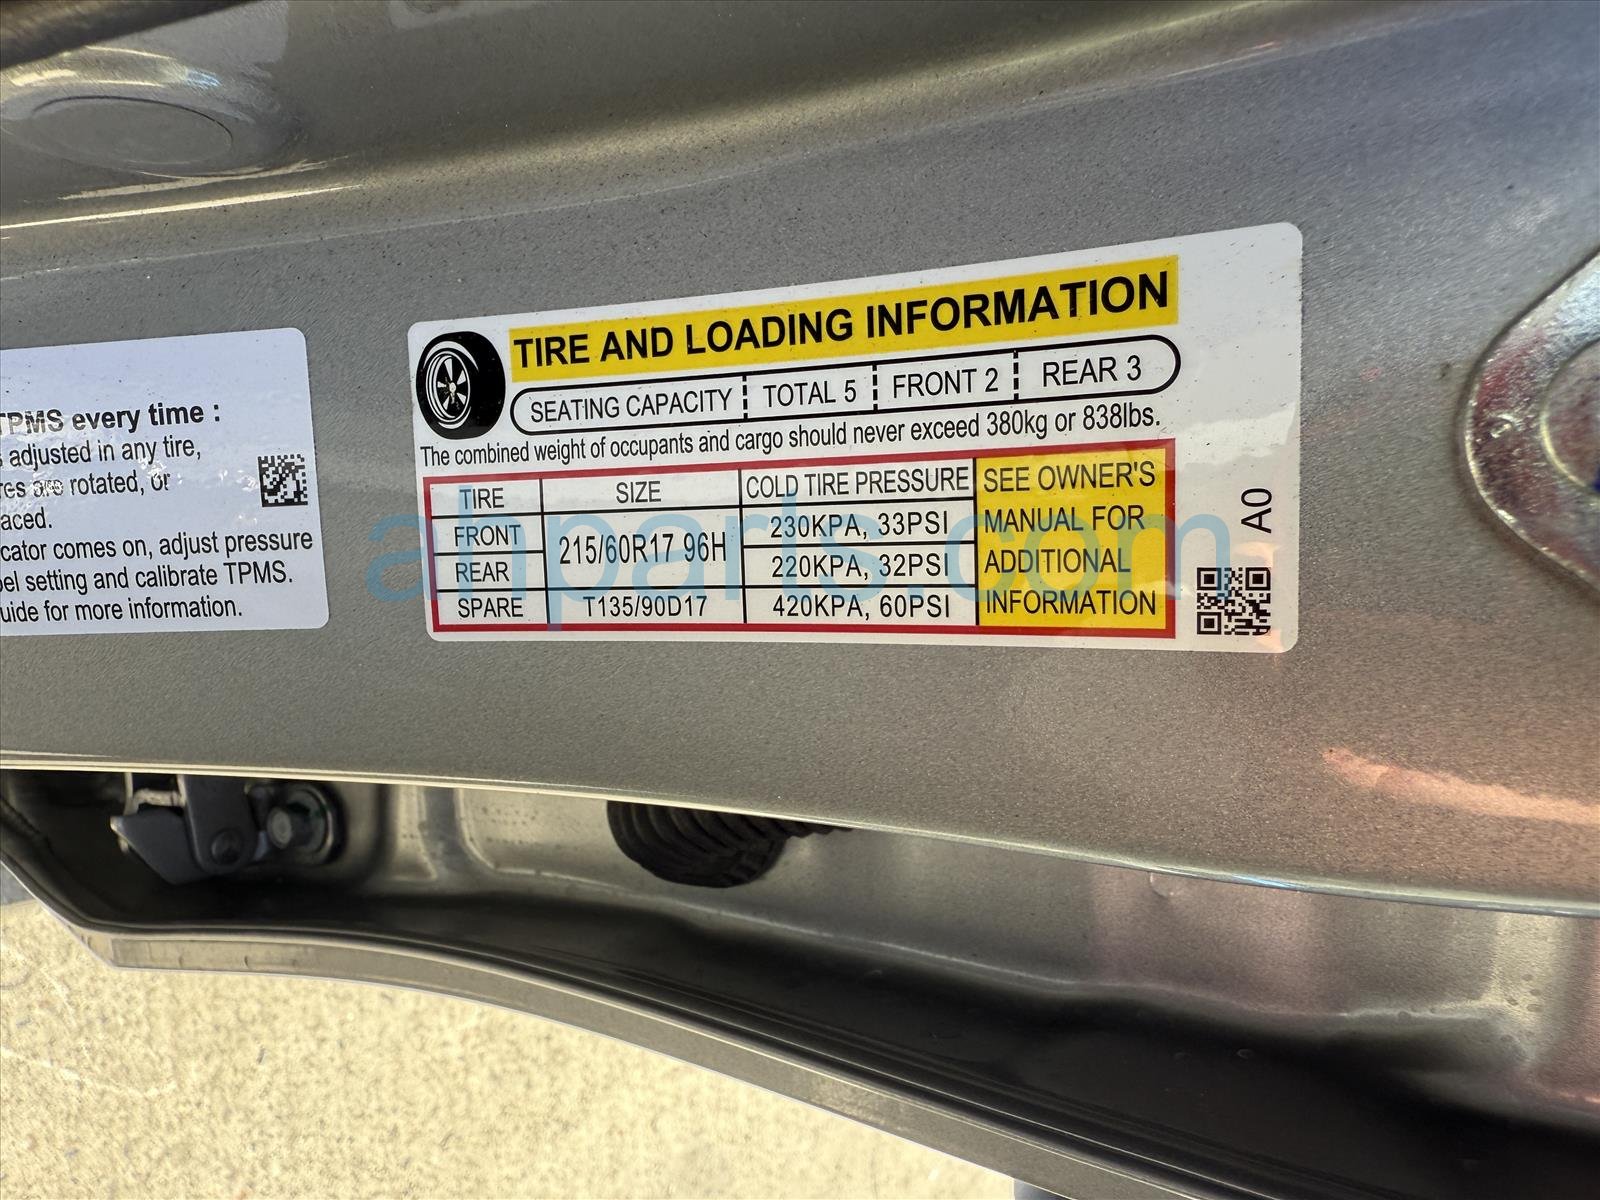 TPMS every time :
adjusted in any tire,
are rotated, or
aced.
cator comes on, adjust pressure
el setting and calibrate TPMS.
uide for more information.
TIRE AND LOADING INFORMATION
SEATING CAPACITY TOTAL 5 FRONT 2 REAR 3
The combined weight of occupants and cargo should never exceed 380kg or 838lbs.
TIRE SIZE COLD TIRE PRESSURE
FRONT 215/60R17 96H 230KPA, 33PSI
REAR 220KPA, 32PSI
SPARE T135/90D17 420KPA, 60PSI
SEE OWNER'S
MANUAL FOR
ADDITIONAL
INFORMATION
A0
ahparts.com